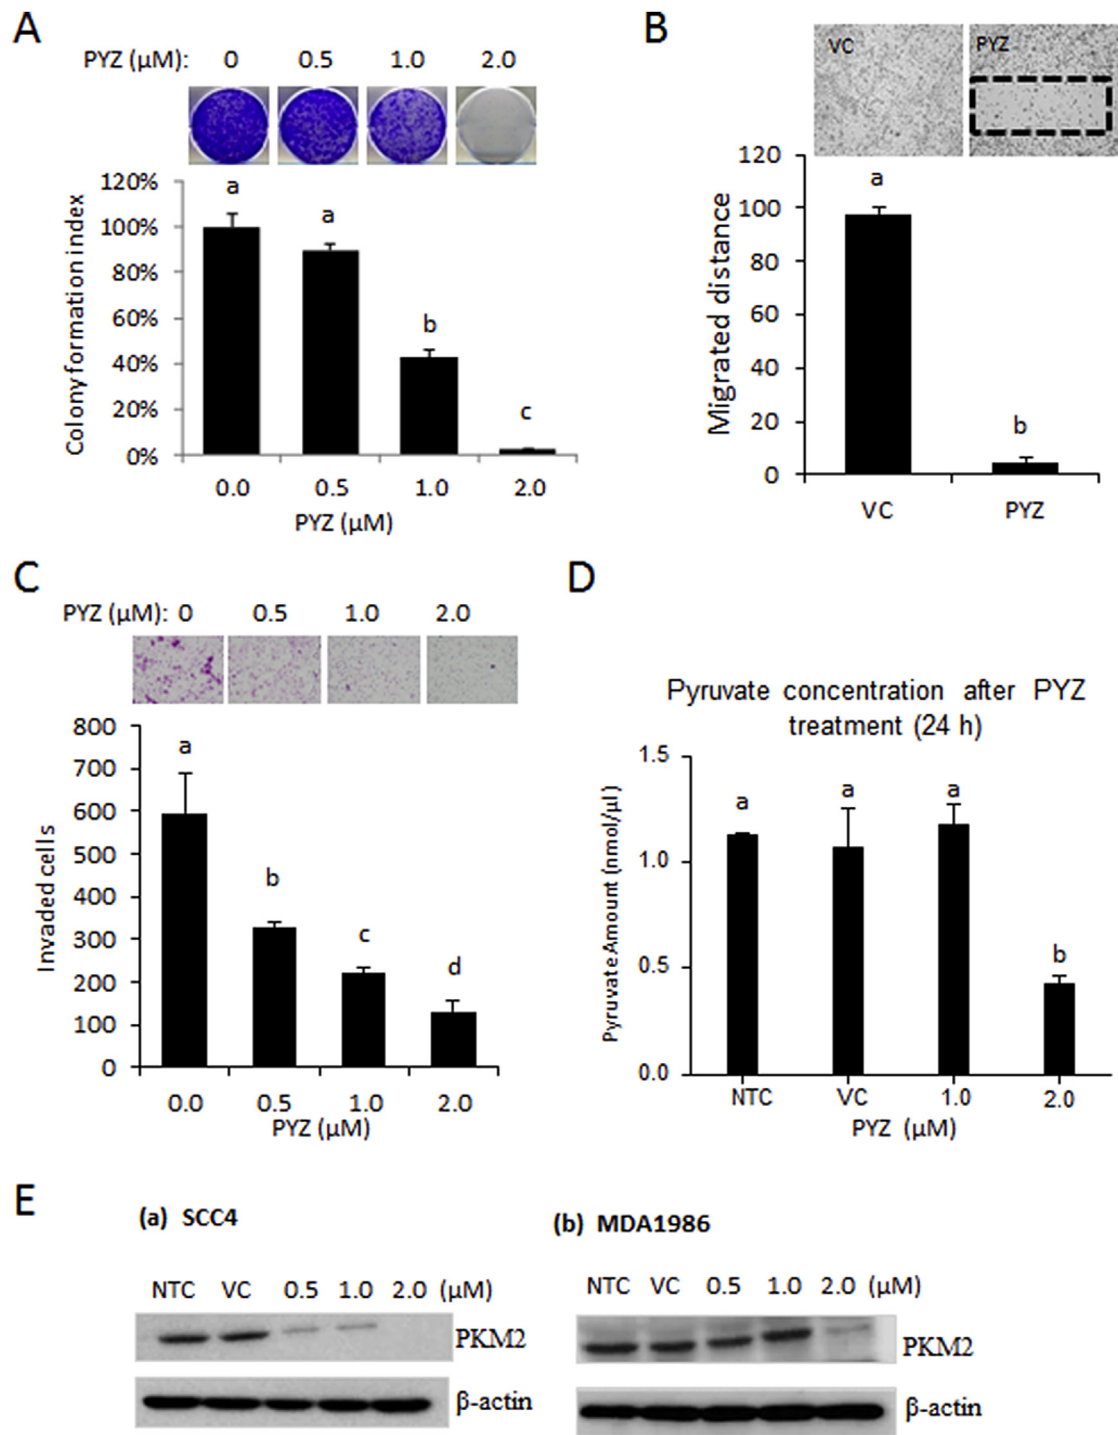 A
PYZ (µM): 0 0.5 1.0 2.0
120%
100%
80%
60%
40%
20%
0%
Colony formation index
a
a
b
c
0.0 0.5 1.0 2.0
PYZ (µM)
B
VC
PYZ
120
100
80
60
40
20
0
Migrated distance
a
b
VC PYZ
C
PYZ (µM): 0 0.5 1.0 2.0
800
700
600
500
400
300
200
100
0
Invaded cells
a
b
c
d
0.0 0.5 1.0 2.0
PYZ (µM)
D
Pyruvate concentration after PYZ
treatment (24 h)
1.5
1.0
0.5
0.0
Pyruvate Amount (nmol/µl)
a
a
a
b
NTC VC 1.0 2.0
PYZ (µM)
E
(a) SCC4
NTC VC 0.5 1.0 2.0 (µM)
PKM2
β-actin
(b) MDA1986
NTC VC 0.5 1.0 2.0 (µM)
PKM2
β-actin